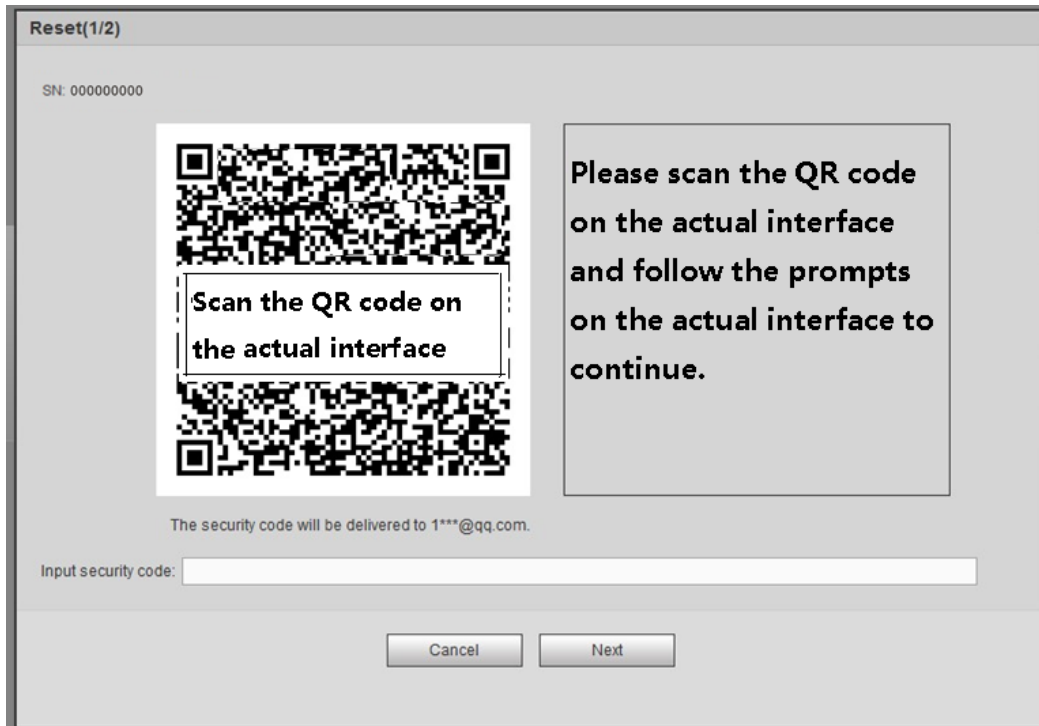 Reset(1/2)
SN: 000000000
Scan the QR code on
the actual interface
Please scan the QR code
on the actual interface
and follow the prompts
on the actual interface to
continue.
The security code will be delivered to 1***@qq.com.
Input security code:
Cancel
Next